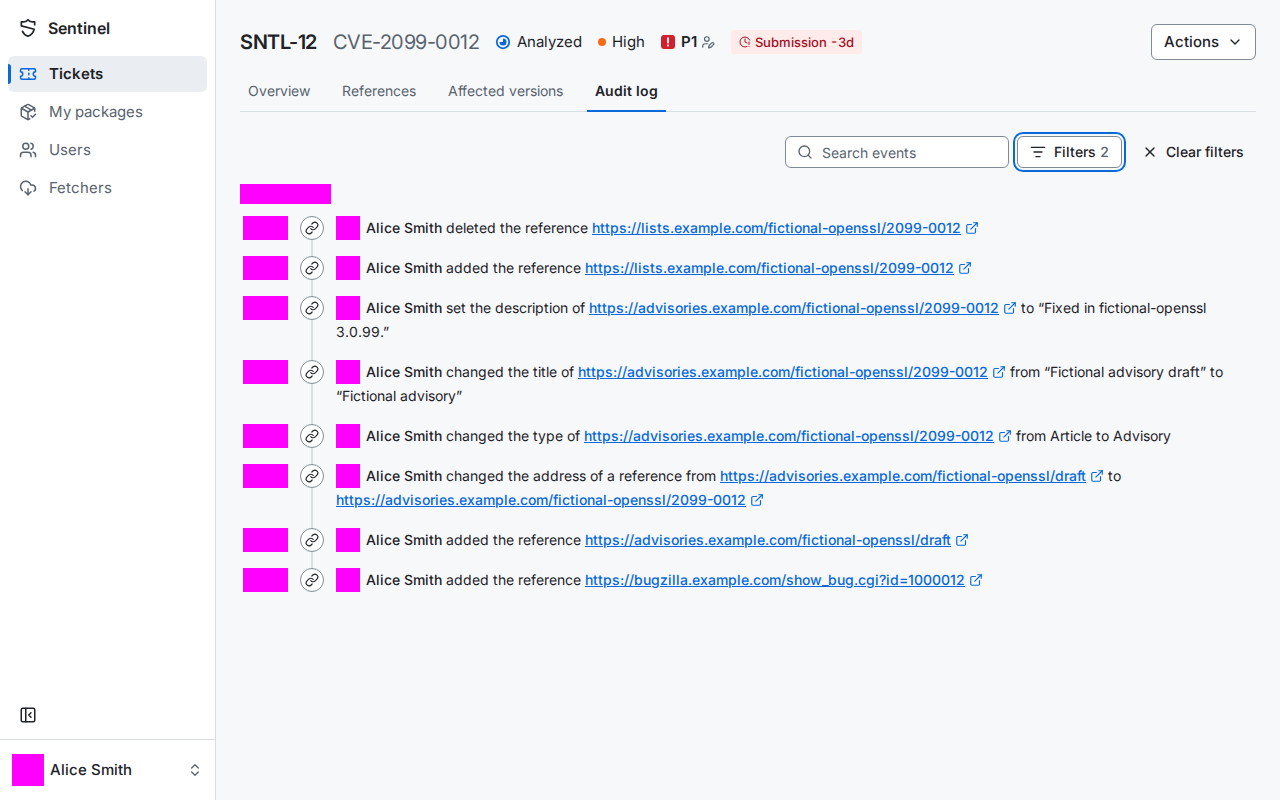 Sentinel
Tickets
My packages
Users
Fetchers
Alice Smith
SNTL-12 CVE-2099-0012 Analyzed High P1 Submission -3d Actions
Overview References Affected versions Audit log
Search events Filters 2 Clear filters
Alice Smith deleted the reference https://lists.example.com/fictional-openssl/2099-0012
Alice Smith added the reference https://lists.example.com/fictional-openssl/2099-0012
Alice Smith set the description of https://advisories.example.com/fictional-openssl/2099-0012 to “Fixed in fictional-openssl
3.0.99.”
Alice Smith changed the title of https://advisories.example.com/fictional-openssl/2099-0012 from “Fictional advisory draft” to
“Fictional advisory”
Alice Smith changed the type of https://advisories.example.com/fictional-openssl/2099-0012 from Article to Advisory
Alice Smith changed the address of a reference from https://advisories.example.com/fictional-openssl/draft to
https://advisories.example.com/fictional-openssl/2099-0012
Alice Smith added the reference https://advisories.example.com/fictional-openssl/draft
Alice Smith added the reference https://bugzilla.example.com/show_bug.cgi?id=1000012